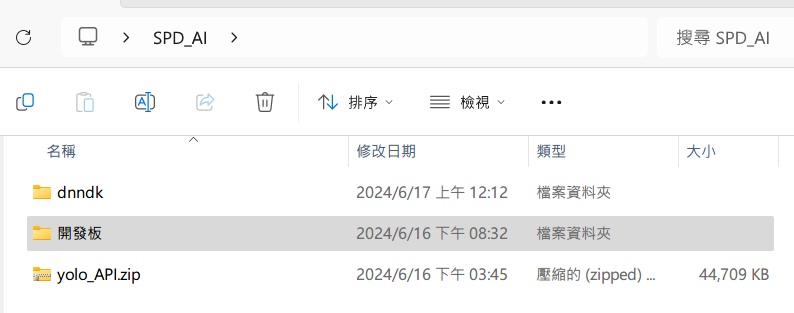 SPD_AI
搜尋 SPD_AI
排序 檢視
名稱 修改日期 類型 大小
dnndk 2024/6/17 上午 12:12 檔案資料夾
開發板 2024/6/16 下午 08:32 檔案資料夾
yolo_API.zip 2024/6/16 下午 03:45 壓縮的 (zipped) ... 44,709 KB